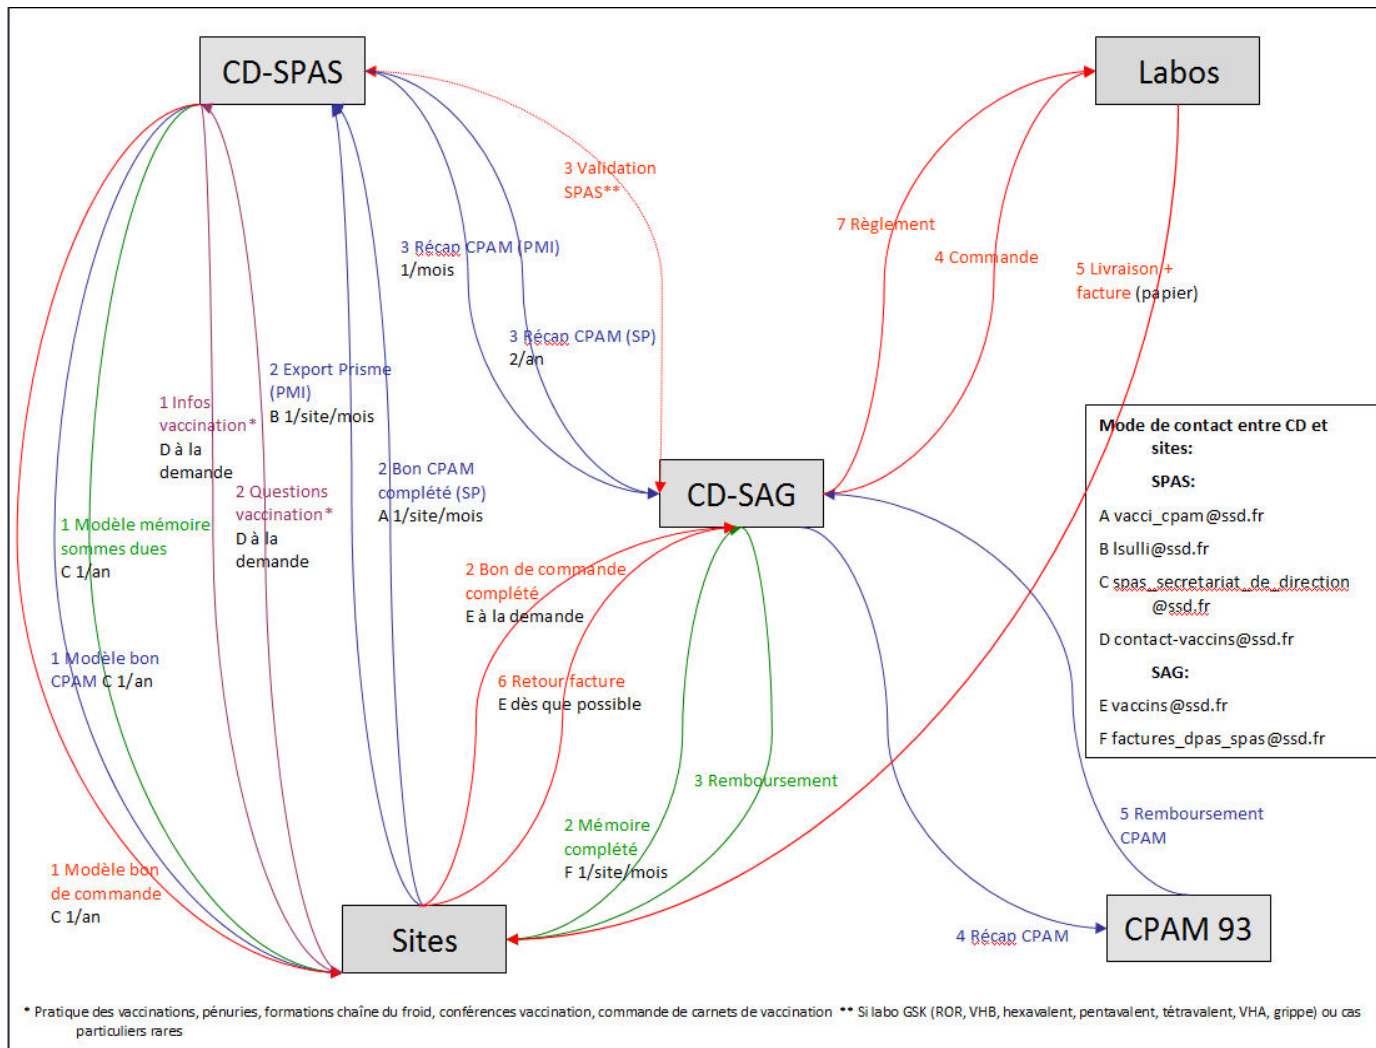 CD-SPAS
Labos
3 Validation
SPAS**
7 Règlement
3 Récap CPAM (PMI)
1/mois
4 Commande
5 Livraison +
facture (papier)
3 Récap CPAM (SP)
2/an
2 Export Prisme
(PMI)
B 1/site/mois
1 Infos
vaccination*
D à la
demande
Mode de contact entre CD et
sites:
SPAS:
A vacci_cpam@ssd.fr
B lsulli@ssd.fr
C spas_secretariat_de_direction
@ssd.fr
D contact-vaccins@ssd.fr
SAG:
E vaccins@ssd.fr
F factures_dpas_spas@ssd.fr
2 Bon CPAM
complété (SP)
A 1/site/mois
CD-SAG
2 Questions
vaccination*
D à la
demande
1 Modèle mémoire
sommes dues
C 1/an
2 Bon de commande
complété
E à la demande
1 Modèle bon
CPAM C 1/an
6 Retour facture
E dès que possible
3 Remboursement
2 Mémoire
complété
F 1/site/mois
5 Remboursement
CPAM
1 Modèle bon
de commande
C 1/an
Sites
4 Récap CPAM
CPAM 93
* Pratique des vaccinations, pénuries, formations chaîne du froid, conférences vaccination, commande de carnets de vaccination ** Si labo GSK (ROR, VHB, hexavalent, pentavalent, tétravalent, VHA, grippe) ou cas
particuliers rares